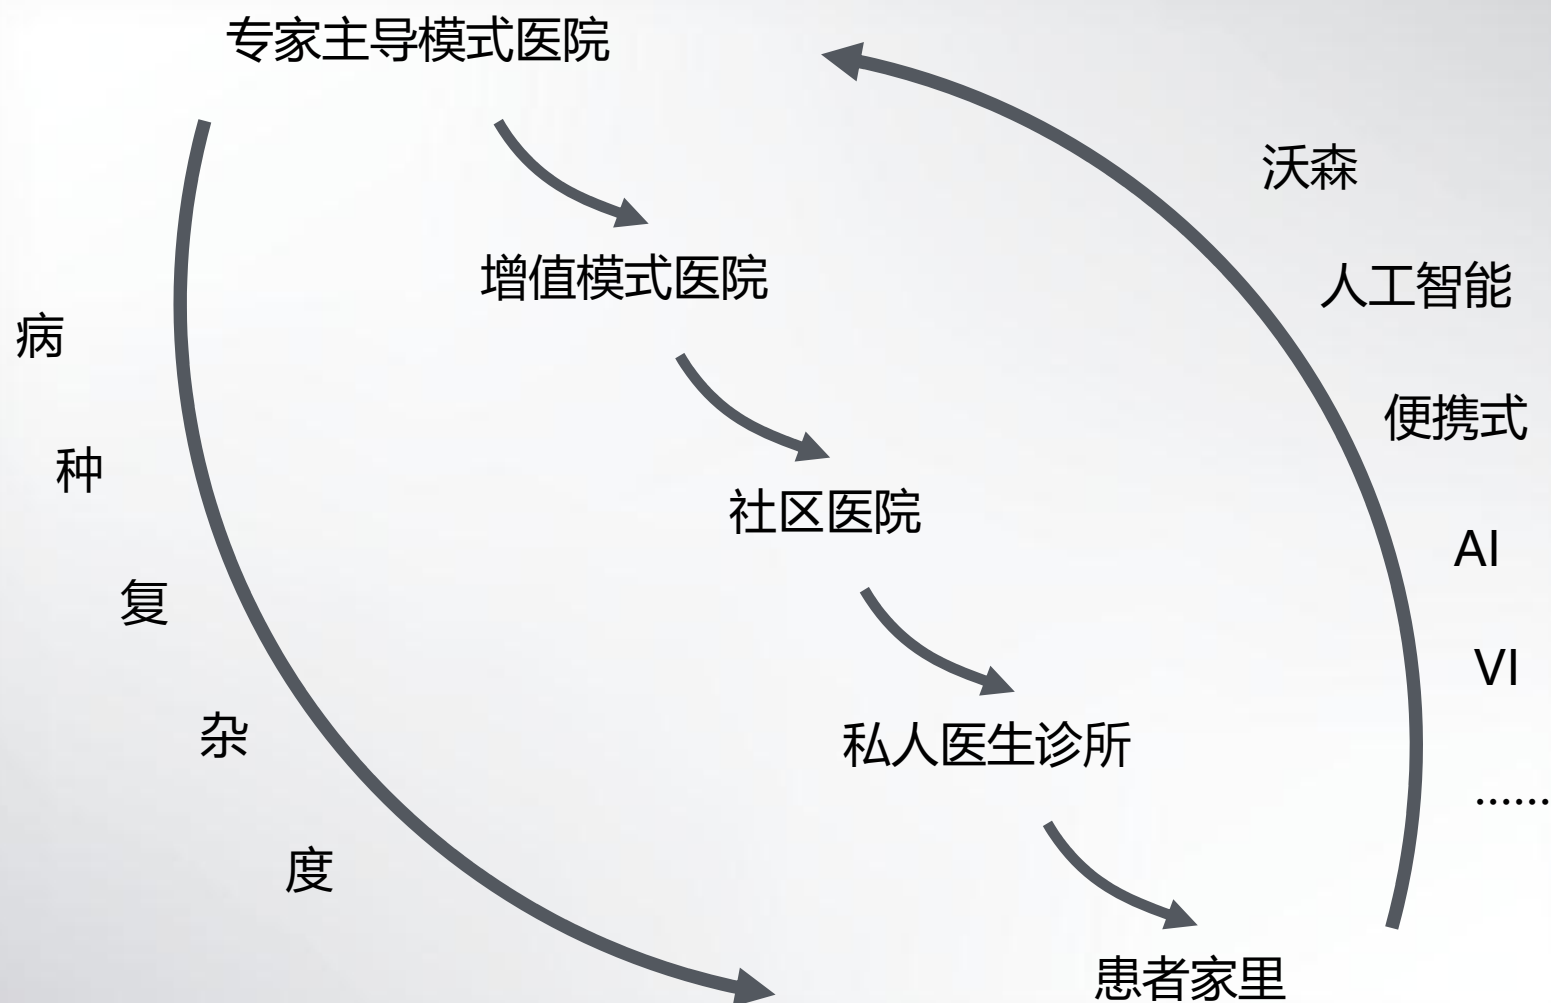 专家主导模式医院
增值模式医院
社区医院
私人医生诊所
患者家里
病
种
复
杂
度
沃森
人工智能
便携式
AI
VI
……